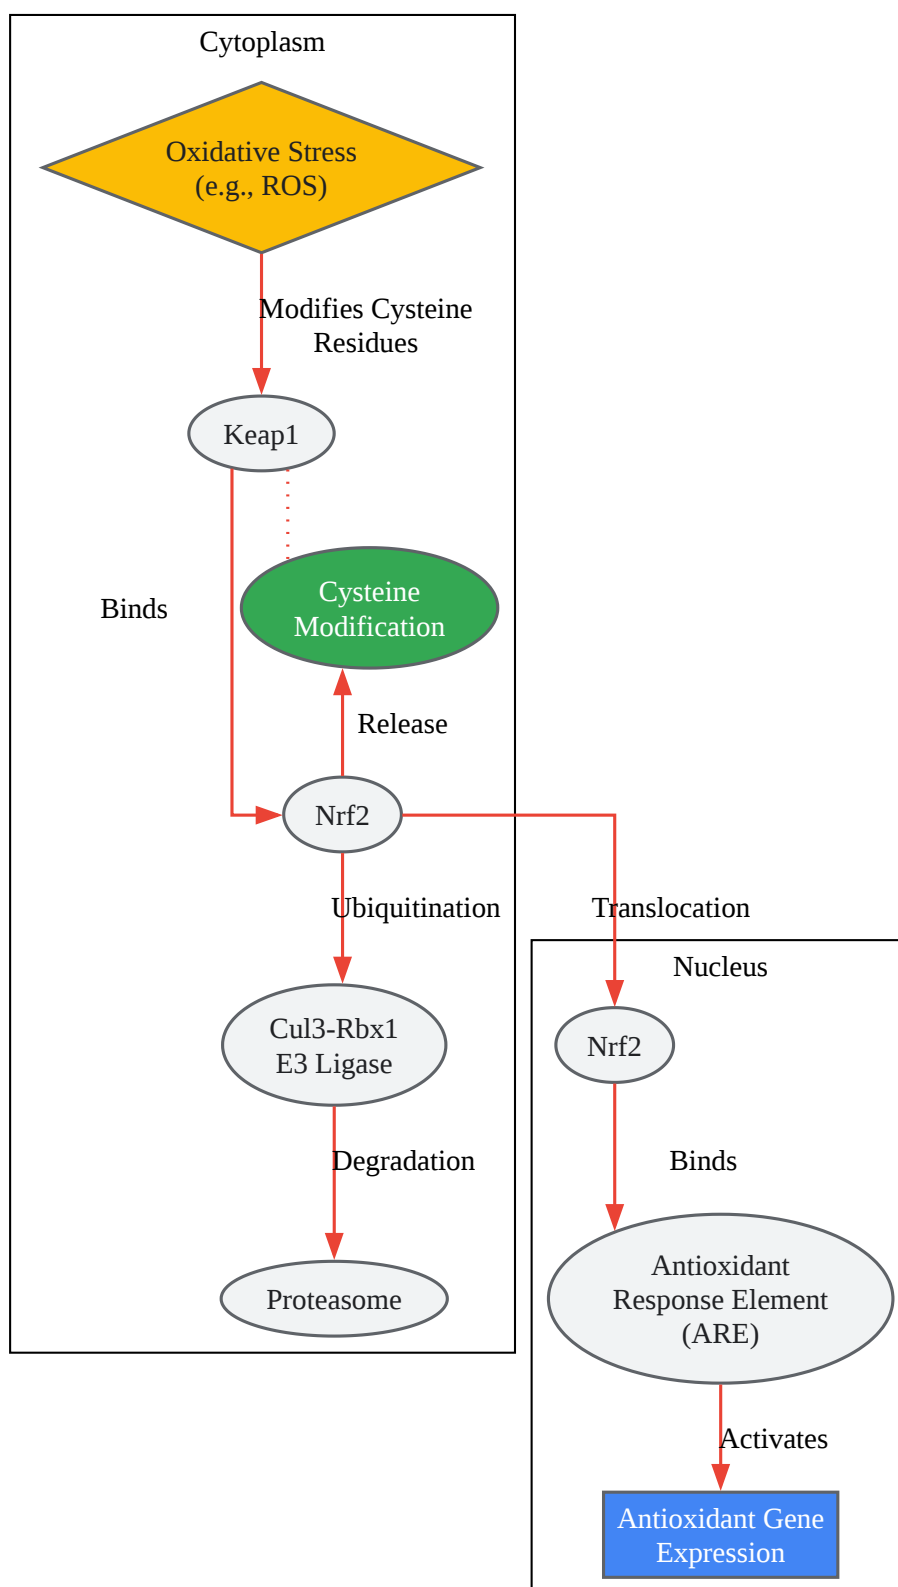 Cytoplasm
Oxidative Stress
(e.g., ROS)
Modifies Cysteine
Residues
Keap1
Binds
Cysteine
Modification
Release
Nrf2
Ubiquitination
Translocation
Nucleus
Cul3-Rbx1
E3 Ligase
Nrf2
Degradation
Binds
Proteasome
Antioxidant
Response Element
(ARE)
Activates
Antioxidant Gene
Expression